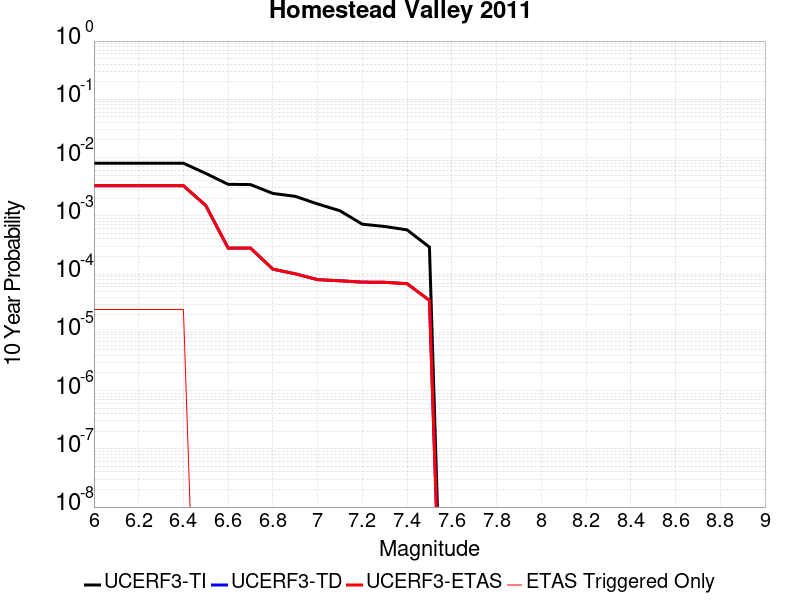 Homestead Valley 2011
10 Year Probability
10^0
10^-1
10^-2
10^-3
10^-4
10^-5
10^-6
10^-7
10^-8
6 6.2 6.4 6.6 6.8 7 7.2 7.4 7.6 7.8 8 8.2 8.4 8.6 8.8 9
Magnitude
UCERF3-TI UCERF3-TD UCERF3-ETAS ETAS Triggered Only